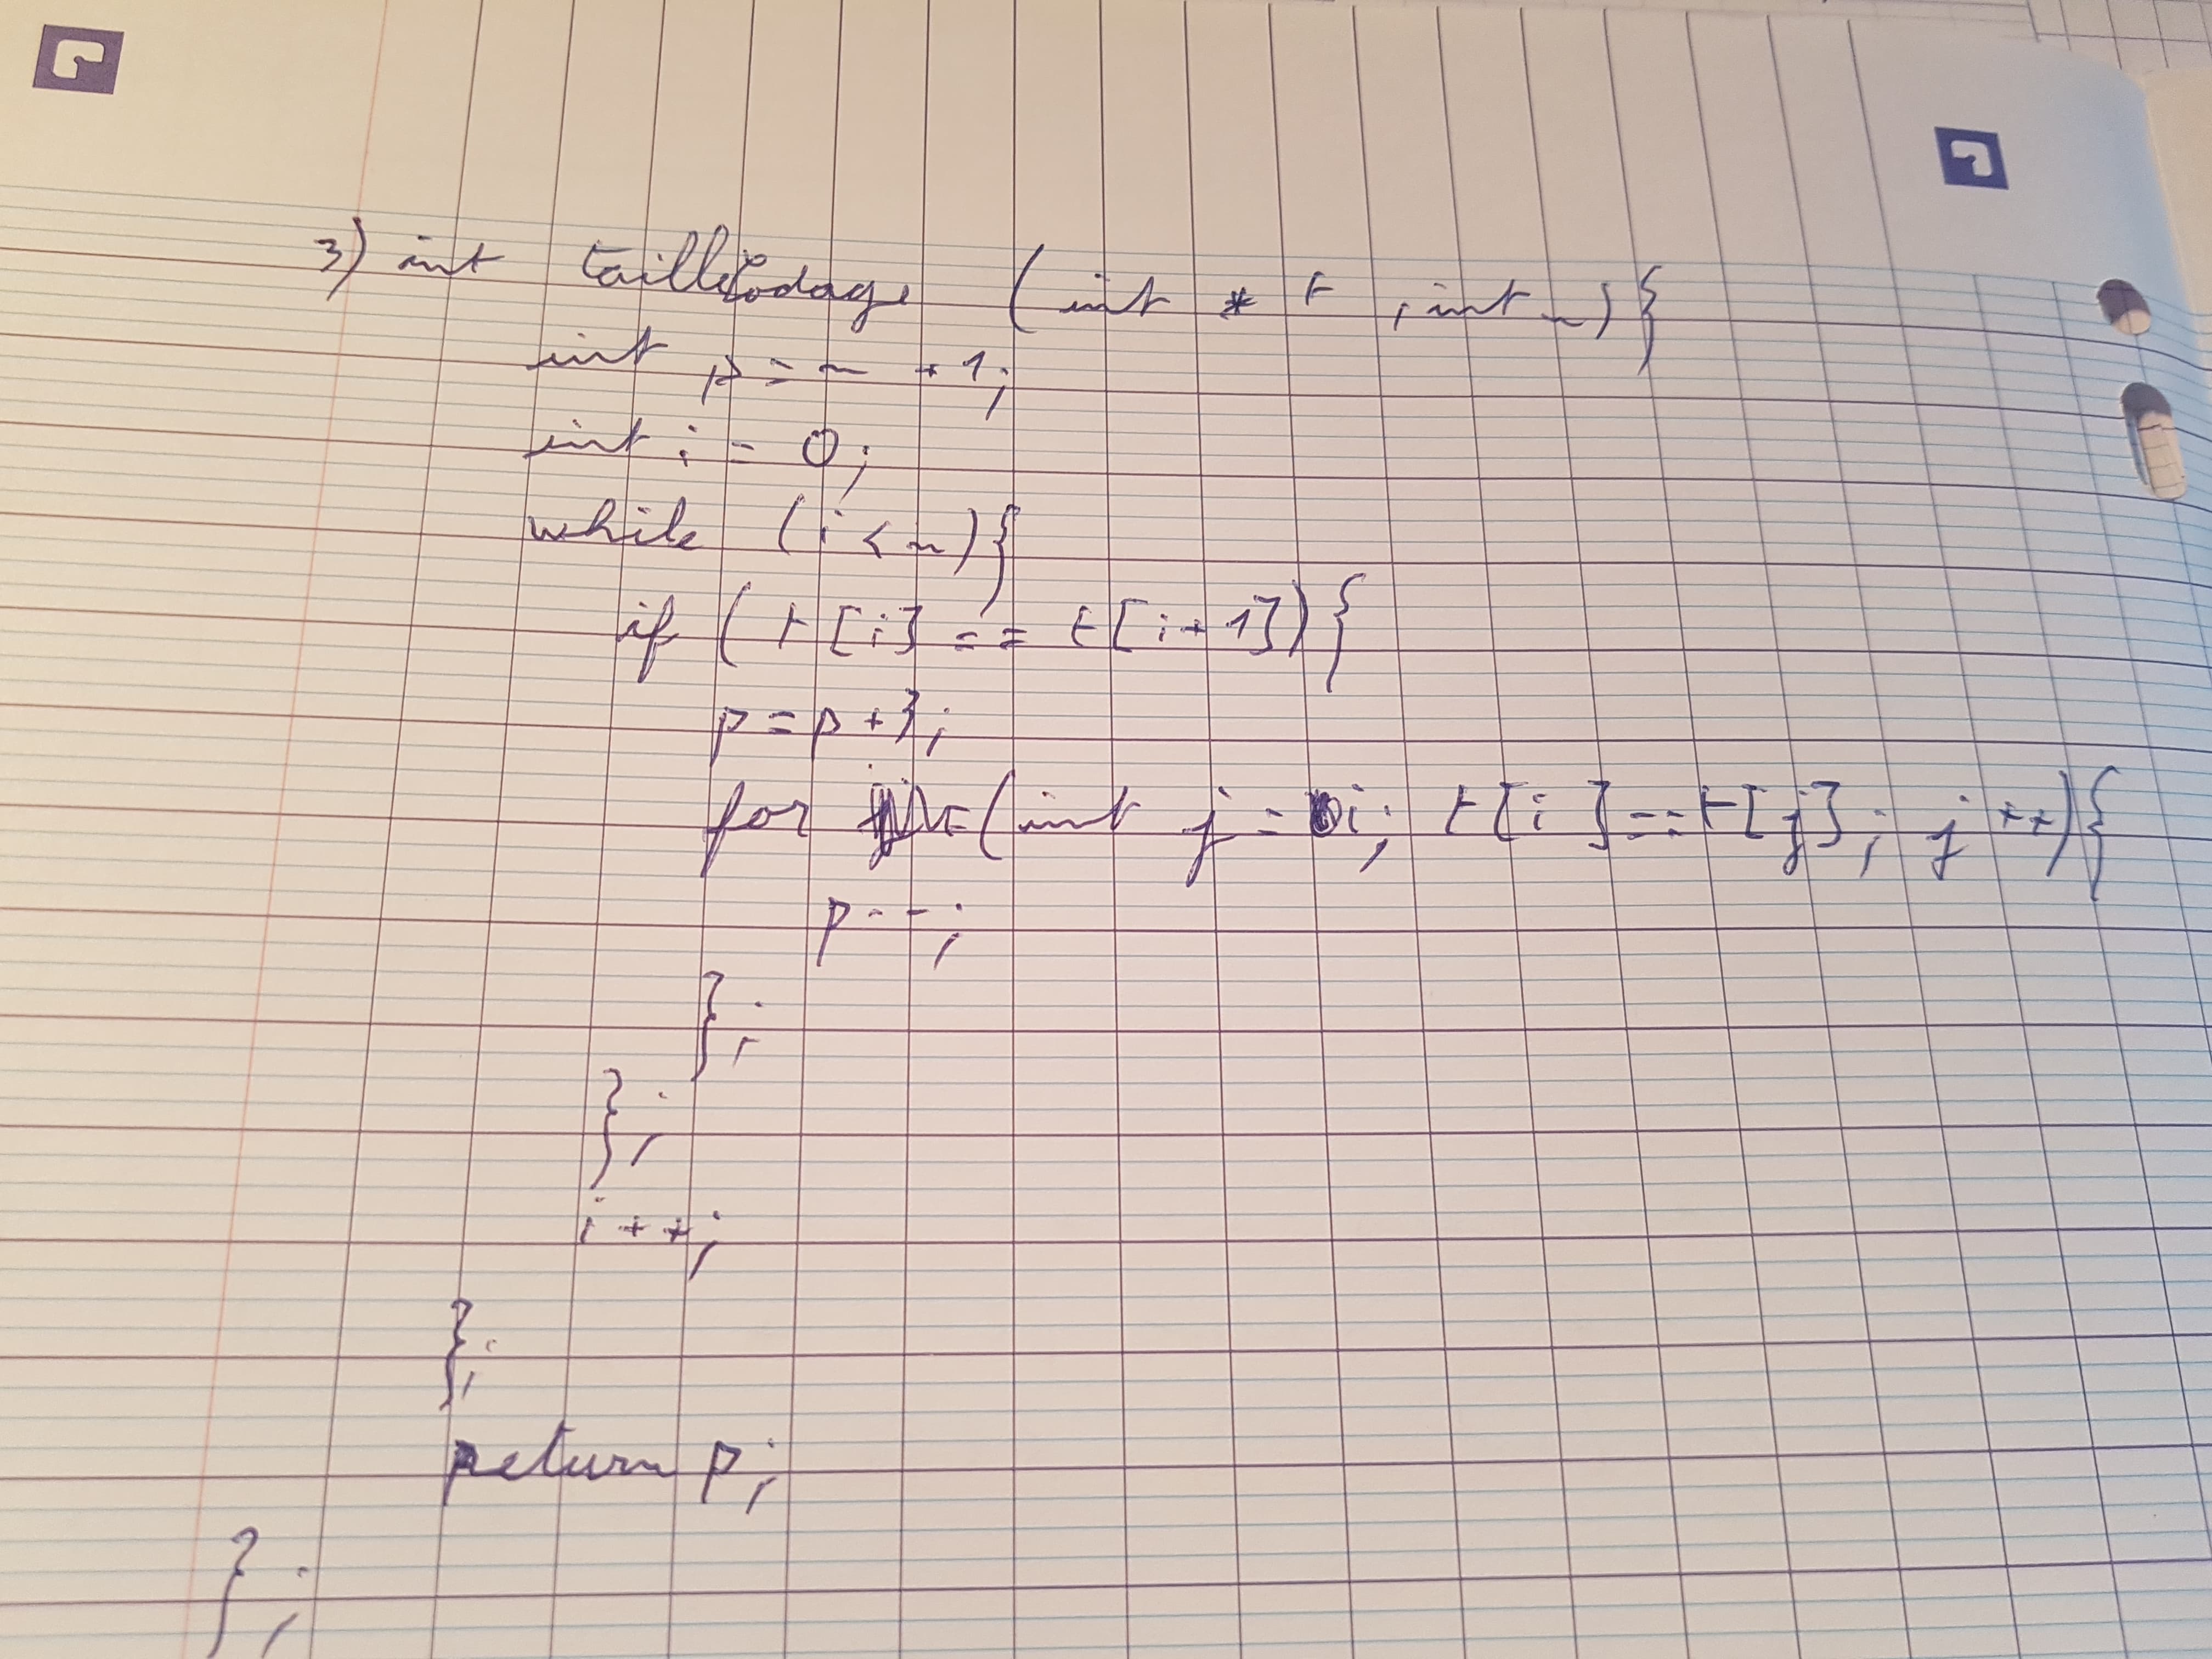 3) int tailleCodage (int * t, int n) {
int p = n + 1;
int i = 0;
while (i < n) {
if (t[i] == t[i+1]) {
p = p + 3;
for (int j = i; t[i] == t[j]; j++) {
p--;
};
};
i++;
};
return p;
};